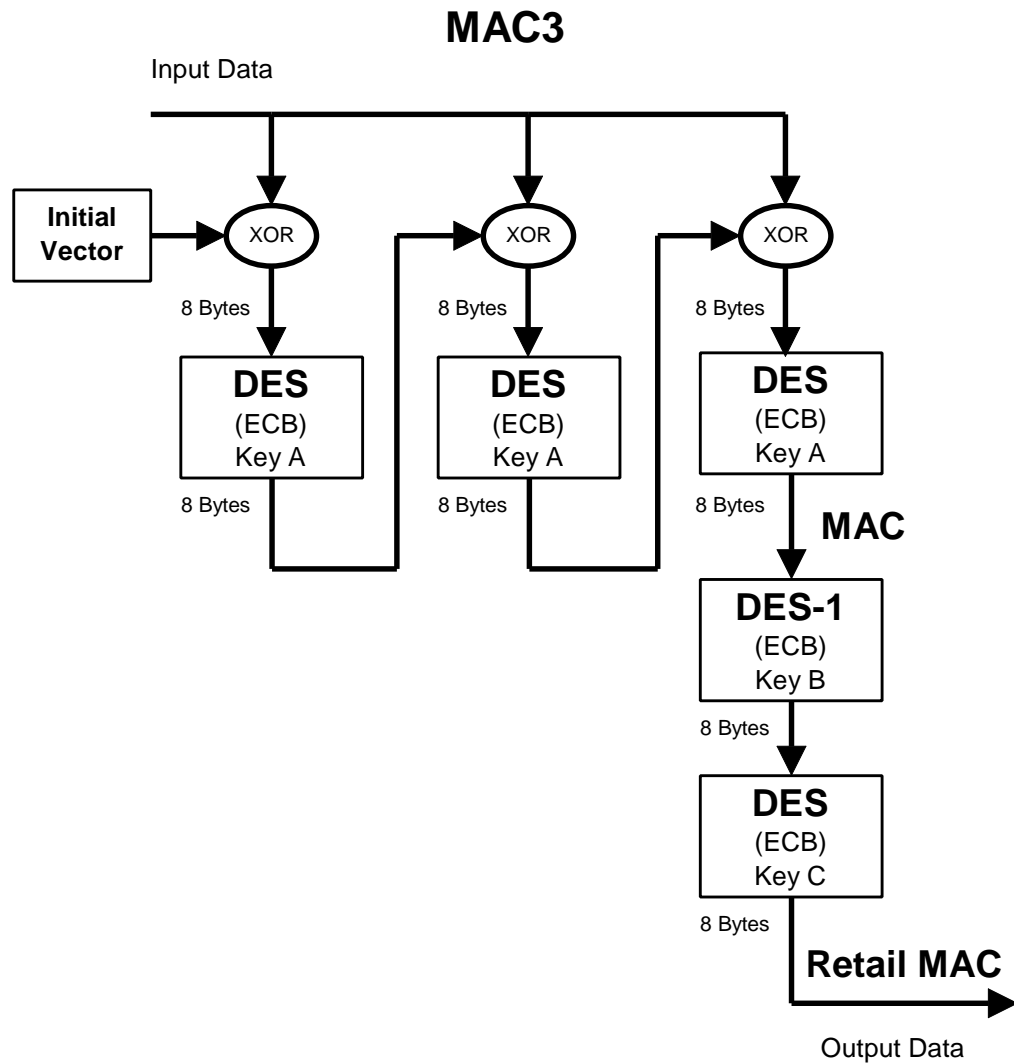 MAC3
Input Data
Initial
Vector
XOR
XOR
XOR
8 Bytes
8 Bytes
8 Bytes
DES
(ECB)
Key A
DES
(ECB)
Key A
DES
(ECB)
Key A
8 Bytes
8 Bytes
8 Bytes
MAC
DES-1
(ECB)
Key B
8 Bytes
DES
(ECB)
Key C
8 Bytes
Retail MAC
Output Data